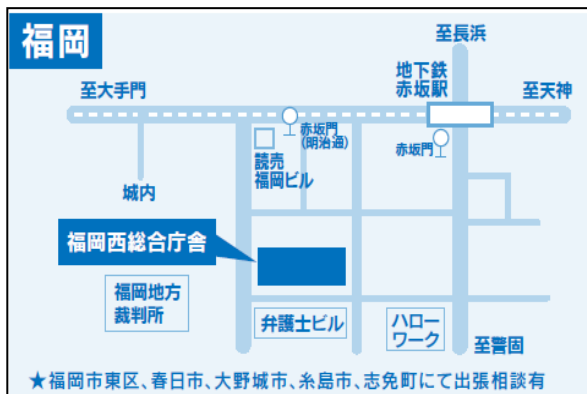 福岡
至長浜
地下鉄
赤坂駅
至大手門
至天神
赤坂門
(明治通)
赤坂門
読売
福岡ビル
城内
福岡西総合庁舎
福岡地方
裁判所
弁護士ビル
ハロー
ワーク
至警固
★福岡市東区、春日市、大野城市、糸島市、志免町にて出張相談有